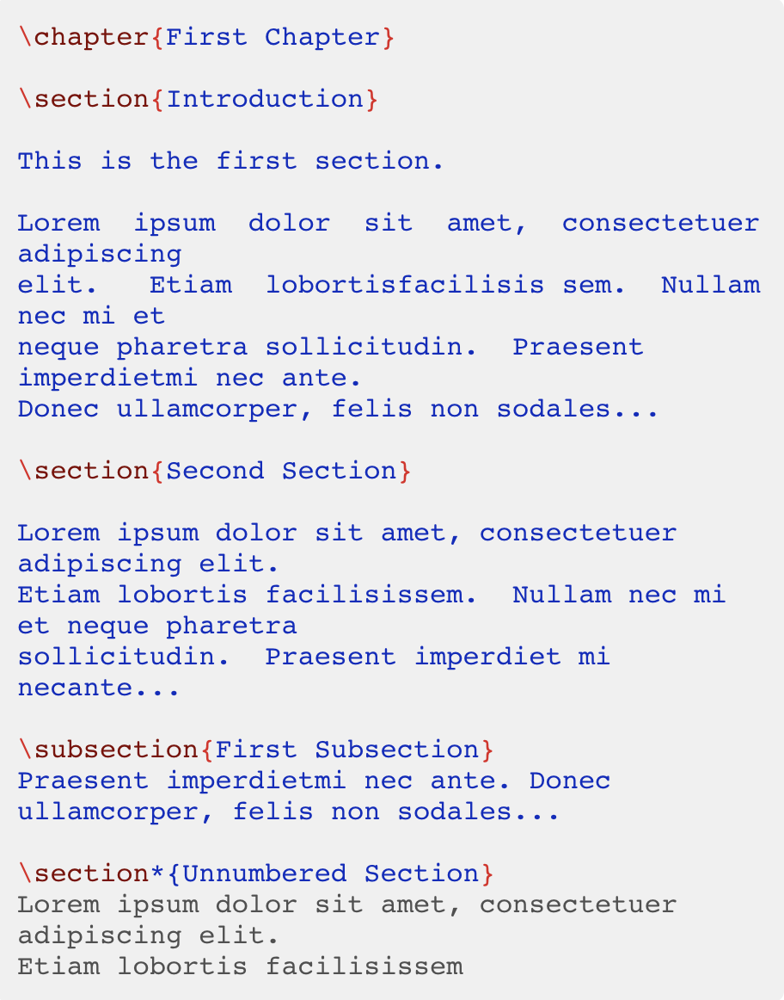 \chapter{First Chapter}
\section{Introduction}
This is the first section.
Lorem  ipsum  dolor  sit  amet,  consectetuer
adipiscing
elit.   Etiam  lobortisfacilisis sem.  Nullam
nec mi et
neque pharetra sollicitudin.  Praesent
imperdietmi nec ante.
Donec ullamcorper, felis non sodales...
\section{Second Section}
Lorem ipsum dolor sit amet, consectetuer
adipiscing elit.
Etiam lobortis facilisissem.  Nullam nec mi
et neque pharetra
sollicitudin.  Praesent imperdiet mi
necante...
\subsection{First Subsection}
Praesent imperdietmi nec ante. Donec
ullamcorper, felis non sodales...
\section*{Unnumbered Section}
Lorem ipsum dolor sit amet, consectetuer
adipiscing elit.
Etiam lobortis facilisissem